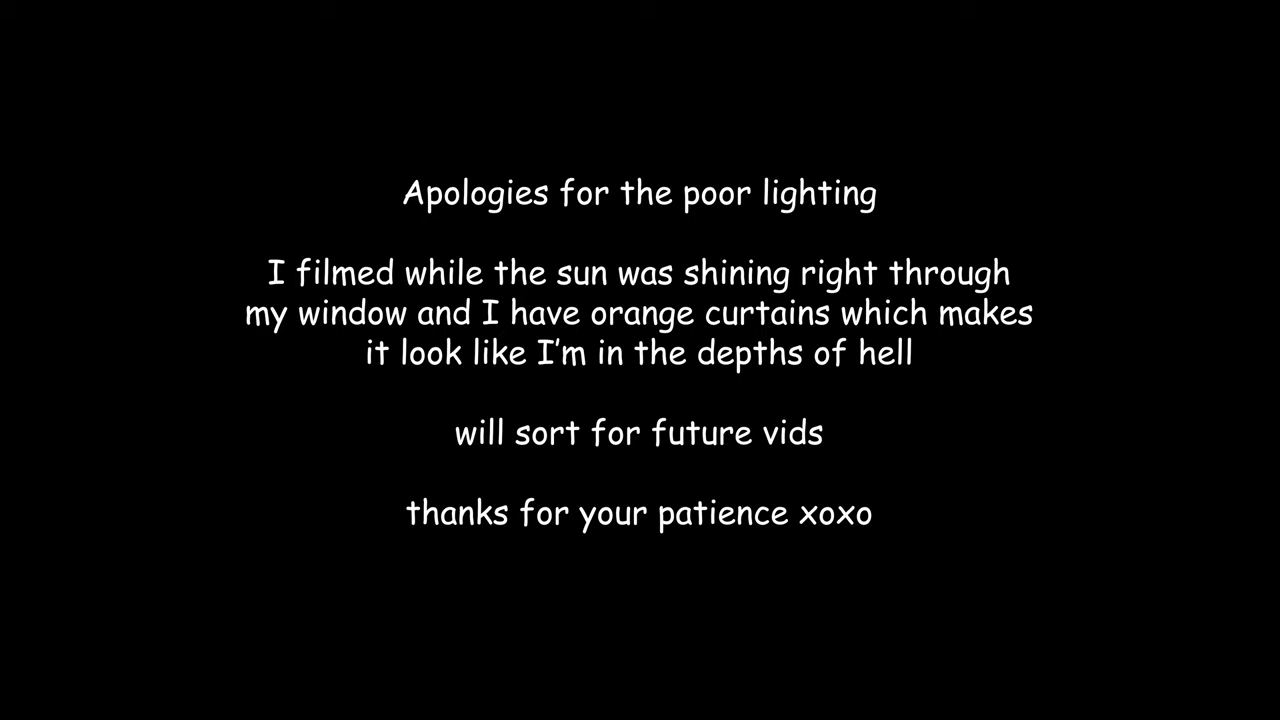 Apologies for the poor lighting
I filmed while the sun was shining right through
my window and I have orange curtains which makes
it look like I'm in the depths of hell
will sort for future vids
thanks for your patience xoxo